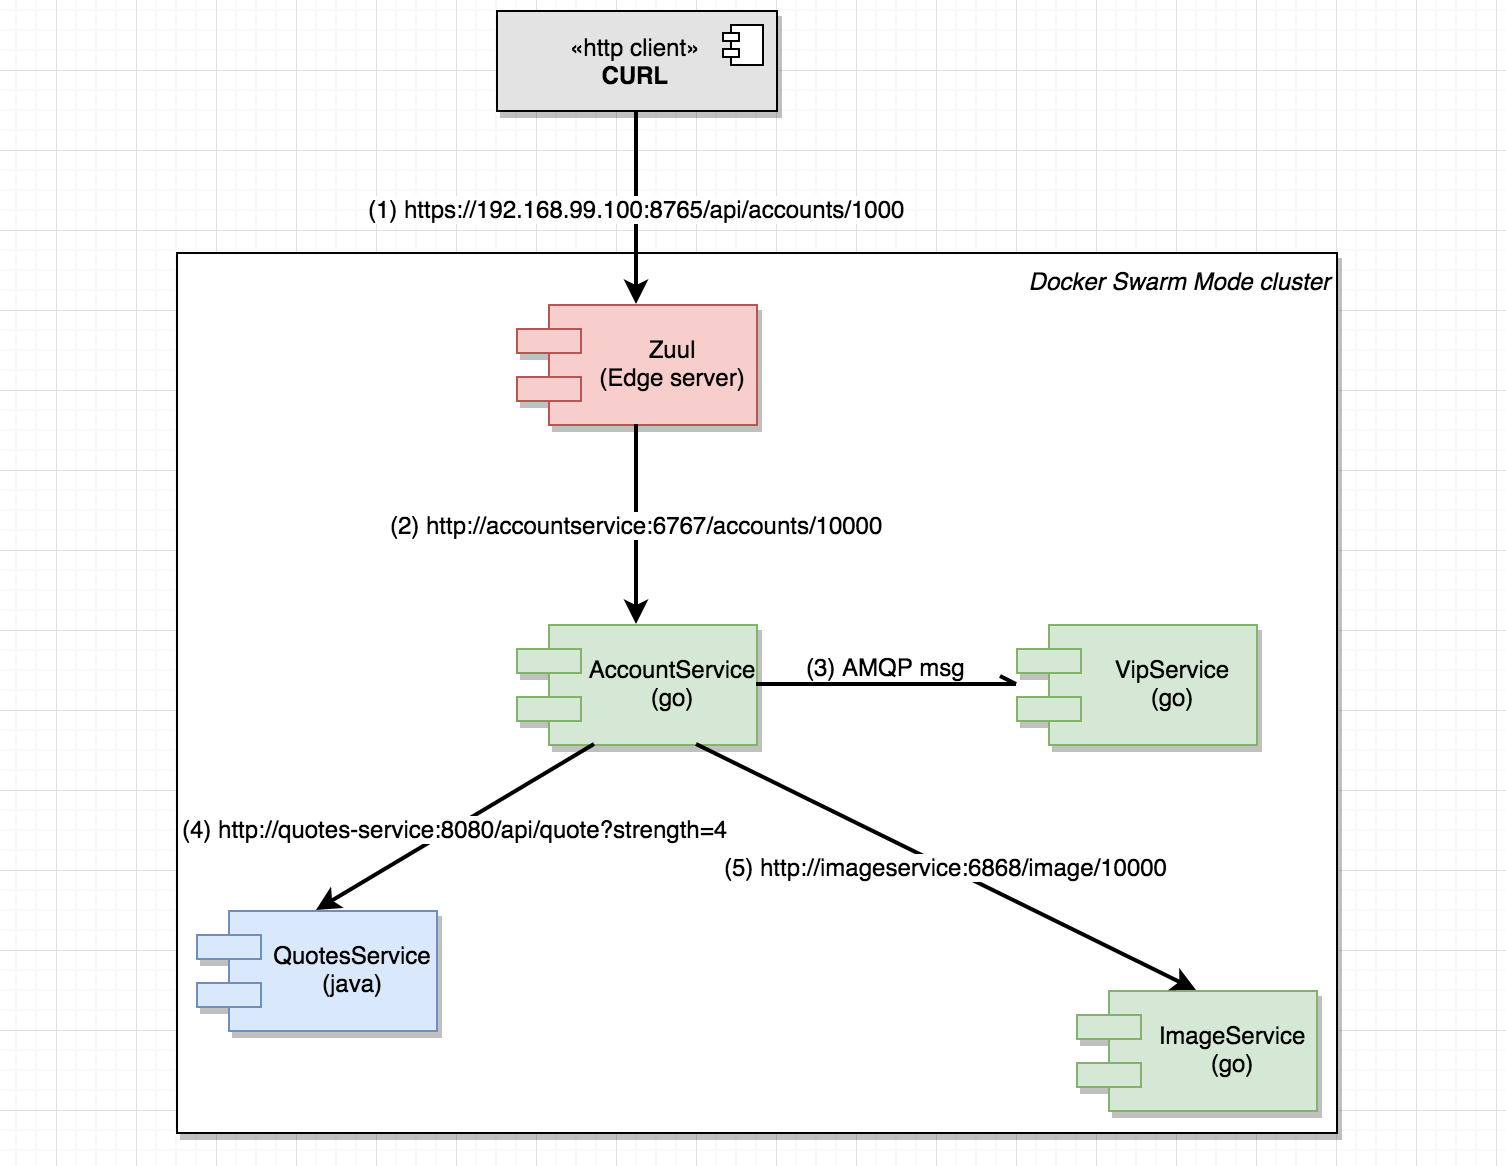 «http client»
CURL
(1) https://192.168.99.100:8765/api/accounts/1000
Docker Swarm Mode cluster
Zuul
(Edge server)
(2) http://accountservice:6767/accounts/10000
AccountService
(go)
(3) AMQP msg
VipService
(go)
(4) http://quotes-service:8080/api/quote?strength=4
(5) http://imageservice:6868/image/10000
QuotesService
(java)
ImageService
(go)